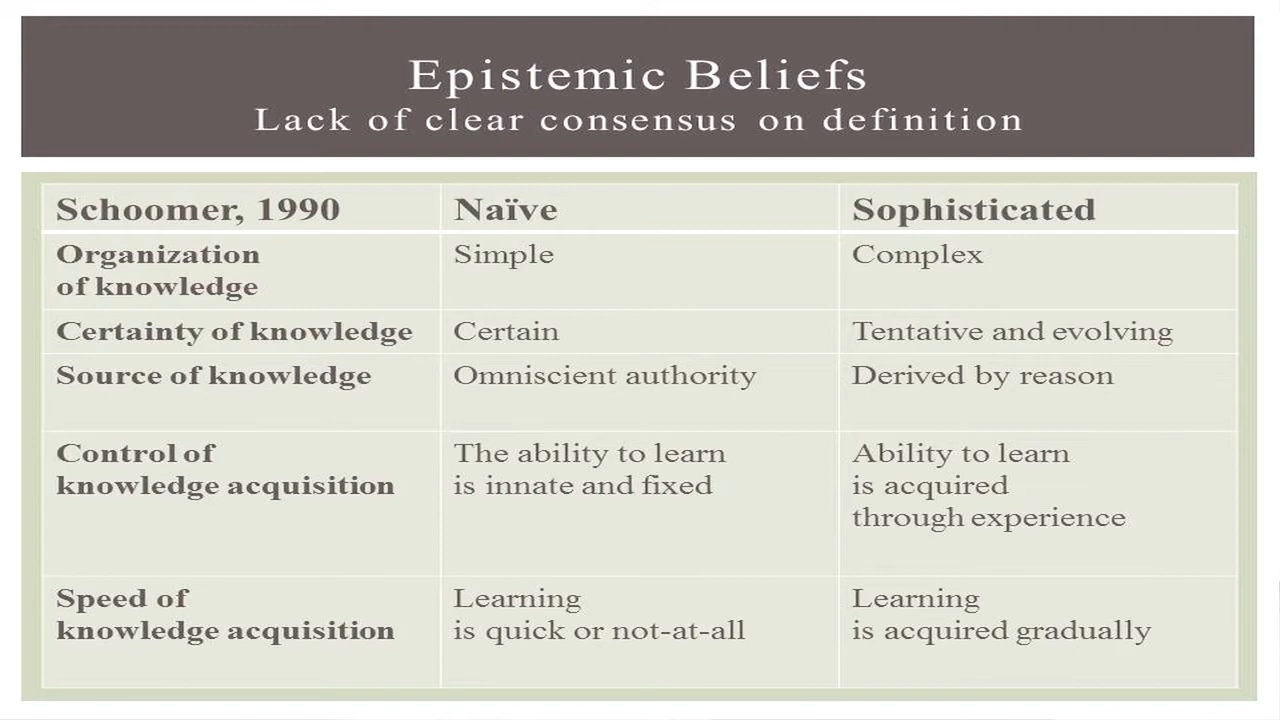 Epistemic Beliefs
Lack of clear consensus on definition
Schoomer, 1990 Naïve Sophisticated
Organization of knowledge Simple Complex
Certainty of knowledge Certain Tentative and evolving
Source of knowledge Omniscient authority Derived by reason
Control of knowledge acquisition The ability to learn is innate and fixed Ability to learn is acquired through experience
Speed of knowledge acquisition Learning is quick or not-at-all Learning is acquired gradually